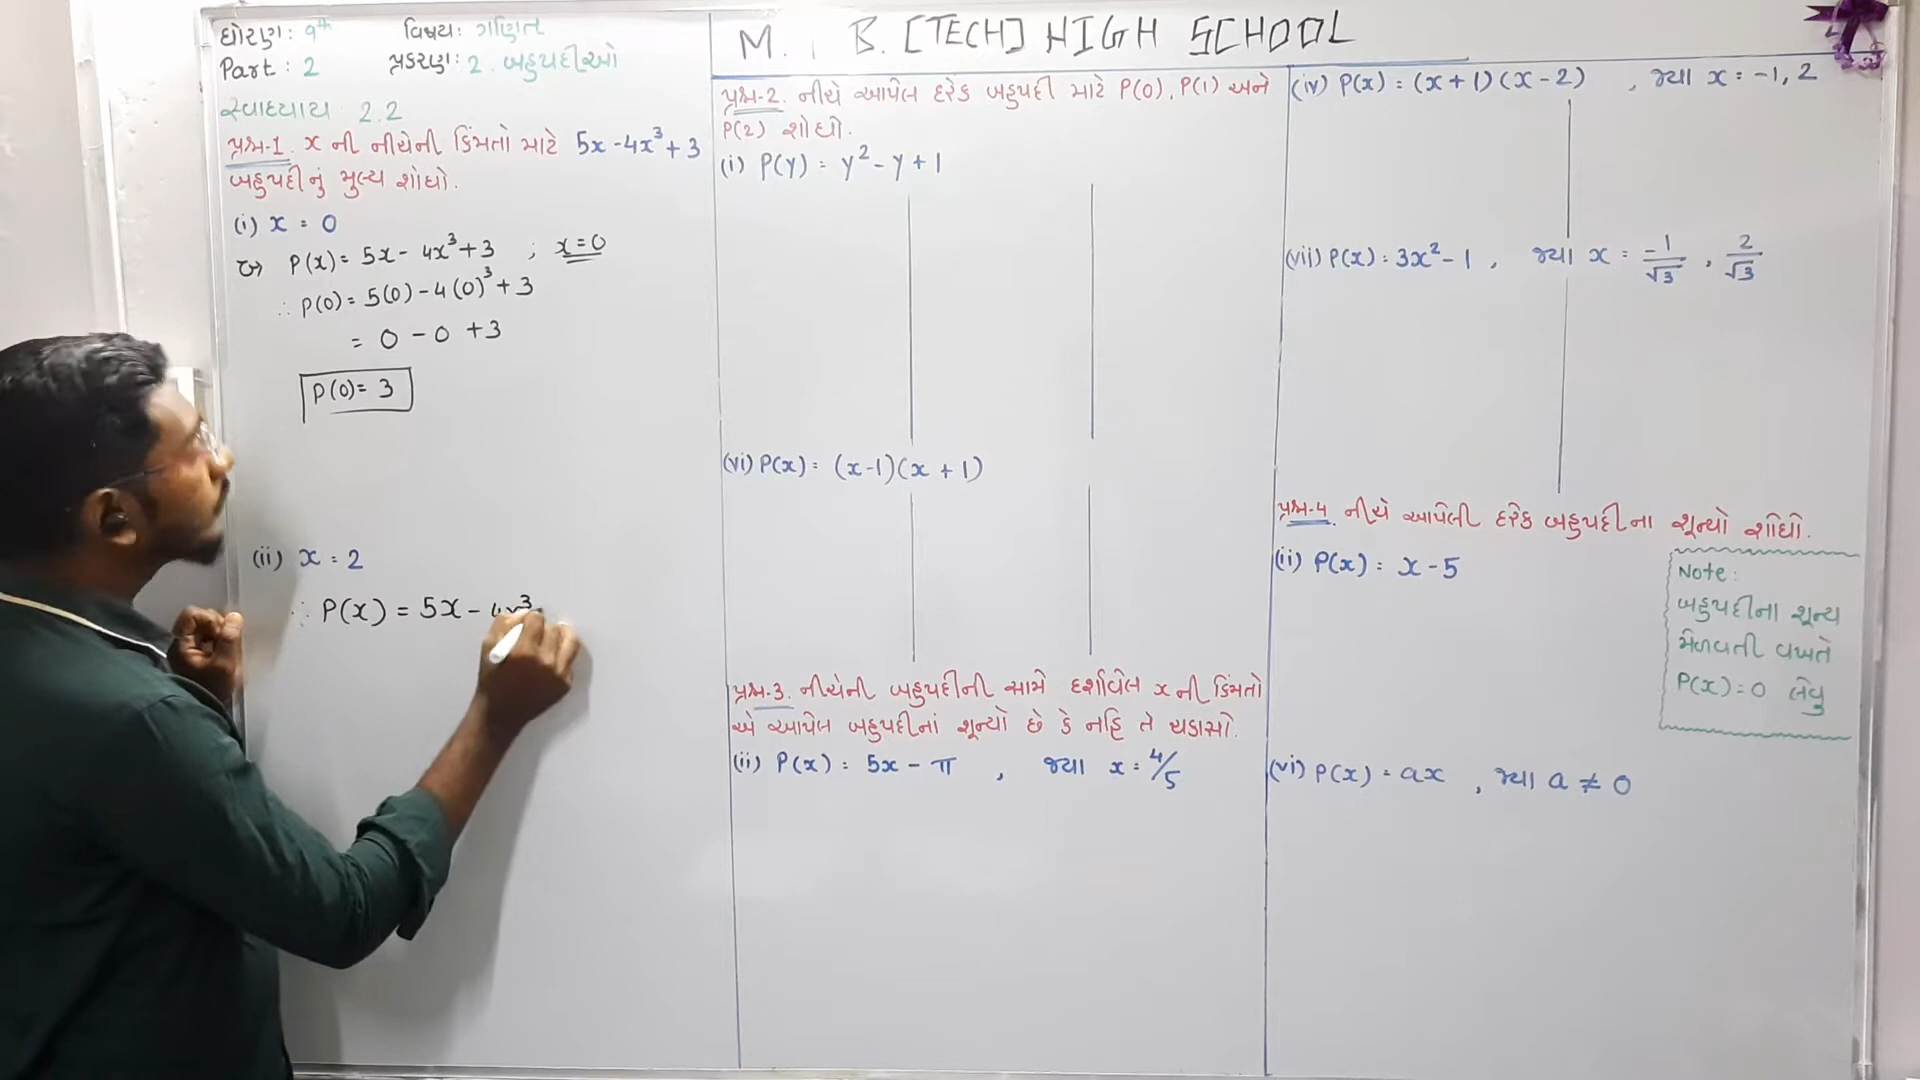 ધોરણ: 9th વિષય: ગણિત
Part: 2 પ્રકરણ: 2. બહુપદીઓ
સ્વાધ્યાય 2.2
પ્રશ્ન-1. x ની નીચેની કિંમતો માટે 5x - 4x³ + 3
બહુપદીનું મુલ્ય શોધો.
(i) x = 0
P(x) = 5x - 4x³ + 3 ; x = 0
∴ P(0) = 5(0) - 4(0)³ + 3
= 0 - 0 + 3
P(0) = 3
(ii) x = 2
∴ P(x) = 5x - 4x³
M. B. [TECH] HIGH SCHOOL
પ્રશ્ન-2. નીચે આપેલ દરેક બહુપદી માટે P(0), P(1) અને
P(2) શોધો.
(i) P(y) = y² - y + 1
(vi) P(x) = (x-1)(x + 1)
પ્રશ્ન-3. નીચેની બહુપદીની સામે દર્શાવેલ x ની કિંમતો
એ આપેલ બહુપદીનાં શૂન્યો છે કે નહિ તે ચકાસો.
(ii) P(x) = 5x - π , જ્યા x = 4/5
(iv) P(x) = (x+1)(x-2) , જ્યા x = -1, 2
(vii) P(x) = 3x² - 1 , જ્યા x = -1/√3 , 2/√3
પ્રશ્ન-4. નીચે આપેલી દરેક બહુપદીના શૂન્યો શોધો.
(ii) P(x) = x - 5
Note:
બહુપદીના શૂન્ય
મેળવતી વખતે
P(x) = 0 લેવુ
(vi) P(x) = ax , જ્યા a ≠ 0